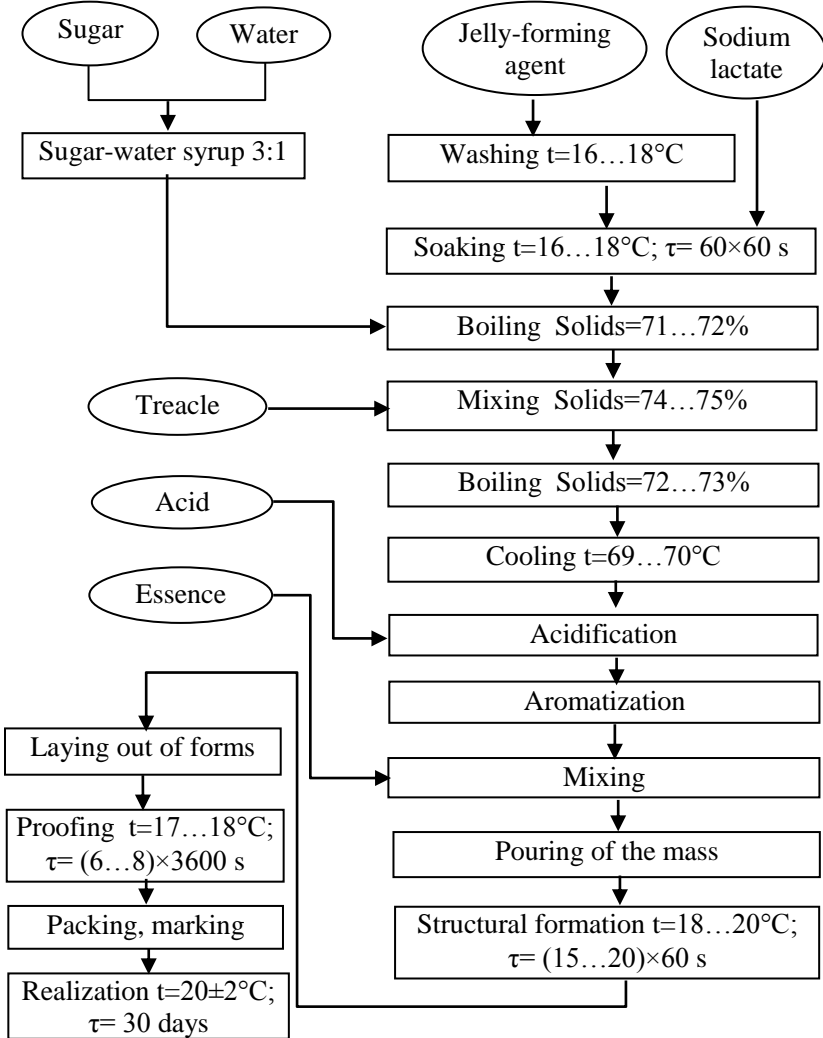 Sugar
Water
Jelly-forming
agent
Sodium
lactate
Sugar-water syrup 3:1
Washing t=16…18°C
Soaking t=16…18°C; τ= 60×60 s
Boiling Solids=71…72%
Treacle
Mixing Solids=74…75%
Acid
Boiling Solids=72…73%
Cooling t=69…70°C
Essence
Acidification
Aromatization
Laying out of forms
Mixing
Proofing t=17…18°C;
τ= (6…8)×3600 s
Pouring of the mass
Packing, marking
Structural formation t=18…20°C;
τ= (15…20)×60 s
Realization t=20±2°C;
τ= 30 days